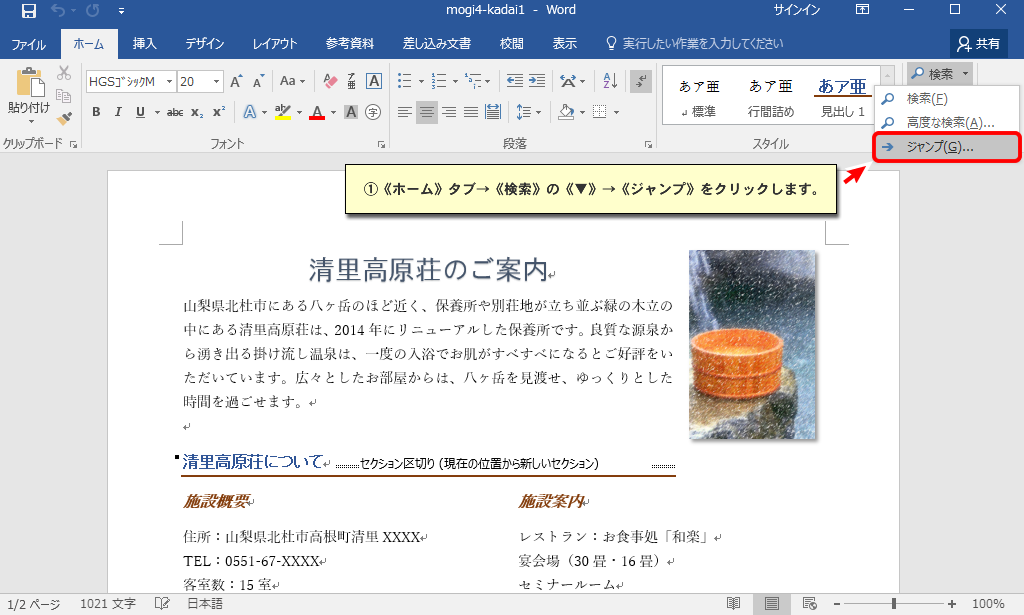 mogi4-kadai1 - Word
サインイン
ファイル ホーム 挿入 デザイン レイアウト 参考資料 差し込み文書 校閲 表示 実行したい作業を入力してください 共有
HGSｺﾞｼｯｸM 20 A A Aa ア亜 A
あア亜 あア亜 あア亜
検索
貼り付け
B I U abc x₂ x² A ab A A 字
標準 行間詰め 見出し 1
クリップボード フォント 段落 スタイル
検索(F)
高度な検索(A)...
ジャンプ(G)...
①《ホーム》タブ→《検索》の《▼》→《ジャンプ》をクリックします。
清里高原荘のご案内
山梨県北杜市にある八ヶ岳のほど近く、保養所や別荘地が立ち並ぶ緑の木立の
中にある清里高原荘は、2014 年にリニューアルした保養所です。良質な源泉か
ら湧き出る掛け流し温泉は、一度の入浴でお肌がすべすべになるとご好評をい
ただいています。広々としたお部屋からは、八ヶ岳を見渡せ、ゆっくりとした
時間を過ごせます。
清里高原荘について セクション区切り (現在の位置から新しいセクション)
施設概要
住所：山梨県北杜市高根町清里 XXXX
TEL：0551-67-XXXX
客室数：15 室
施設案内
レストラン：お食事処「和楽」
宴会場（30 畳・16 畳）
セミナールーム
1/2 ページ 1021 文字 日本語 100%